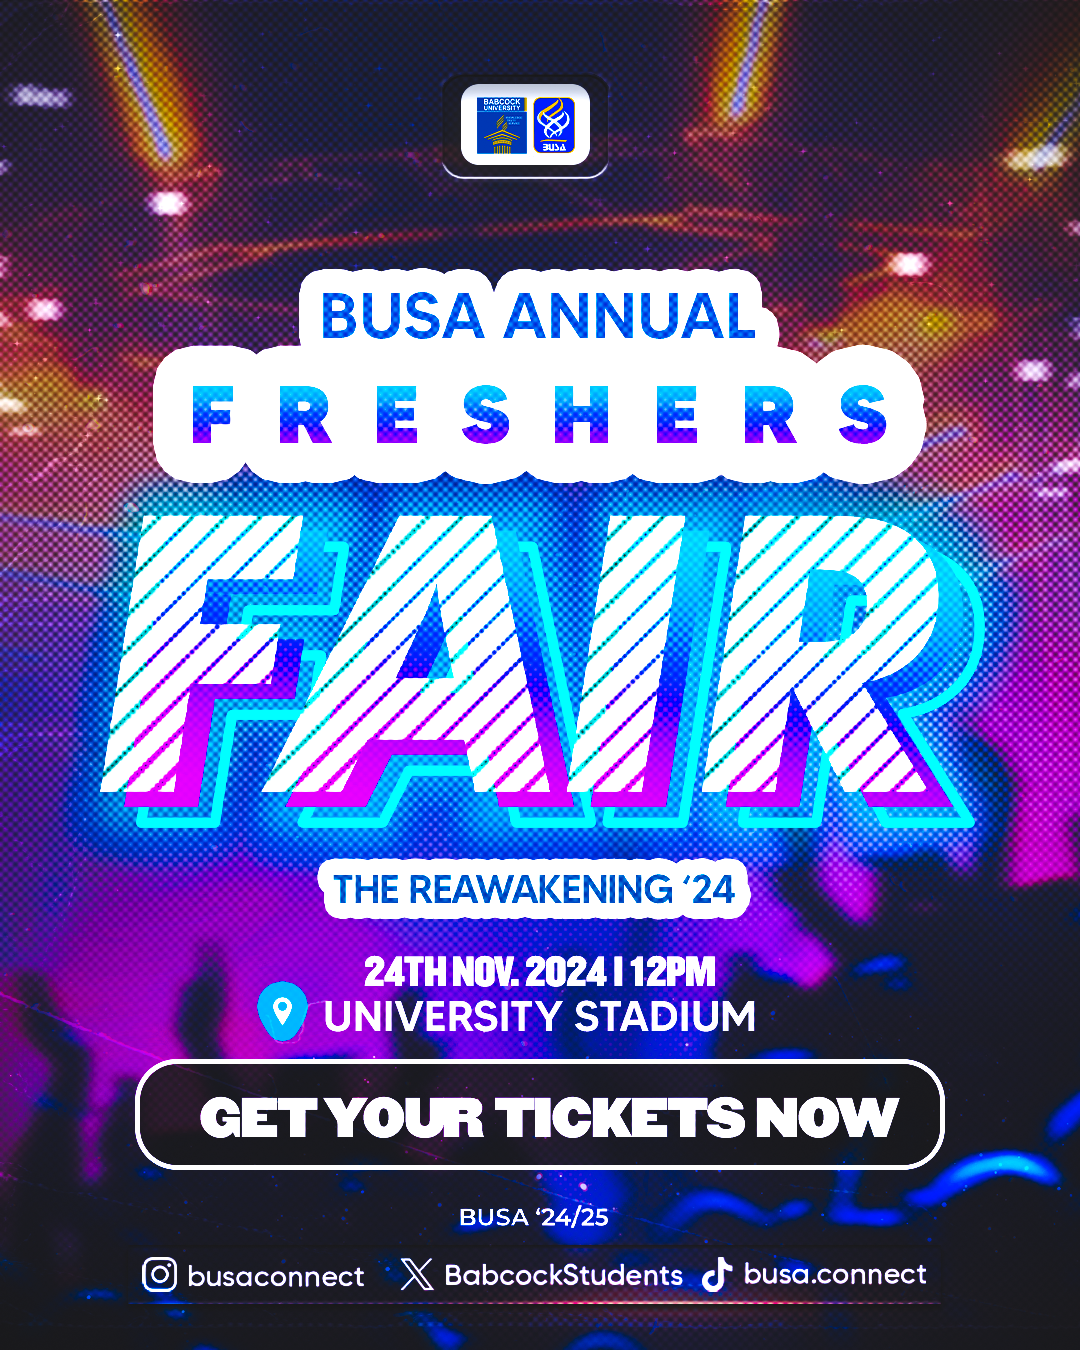 BABCOCK
UNIVERSITY
BUSA
BUSA ANNUAL
FRESHERS
FAIR
THE REAWAKENING ‘24
24TH NOV. 2024 | 12PM
UNIVERSITY STADIUM
GET YOUR TICKETS NOW
BUSA ‘24/25
busaconnect
BabcockStudents
busa.connect